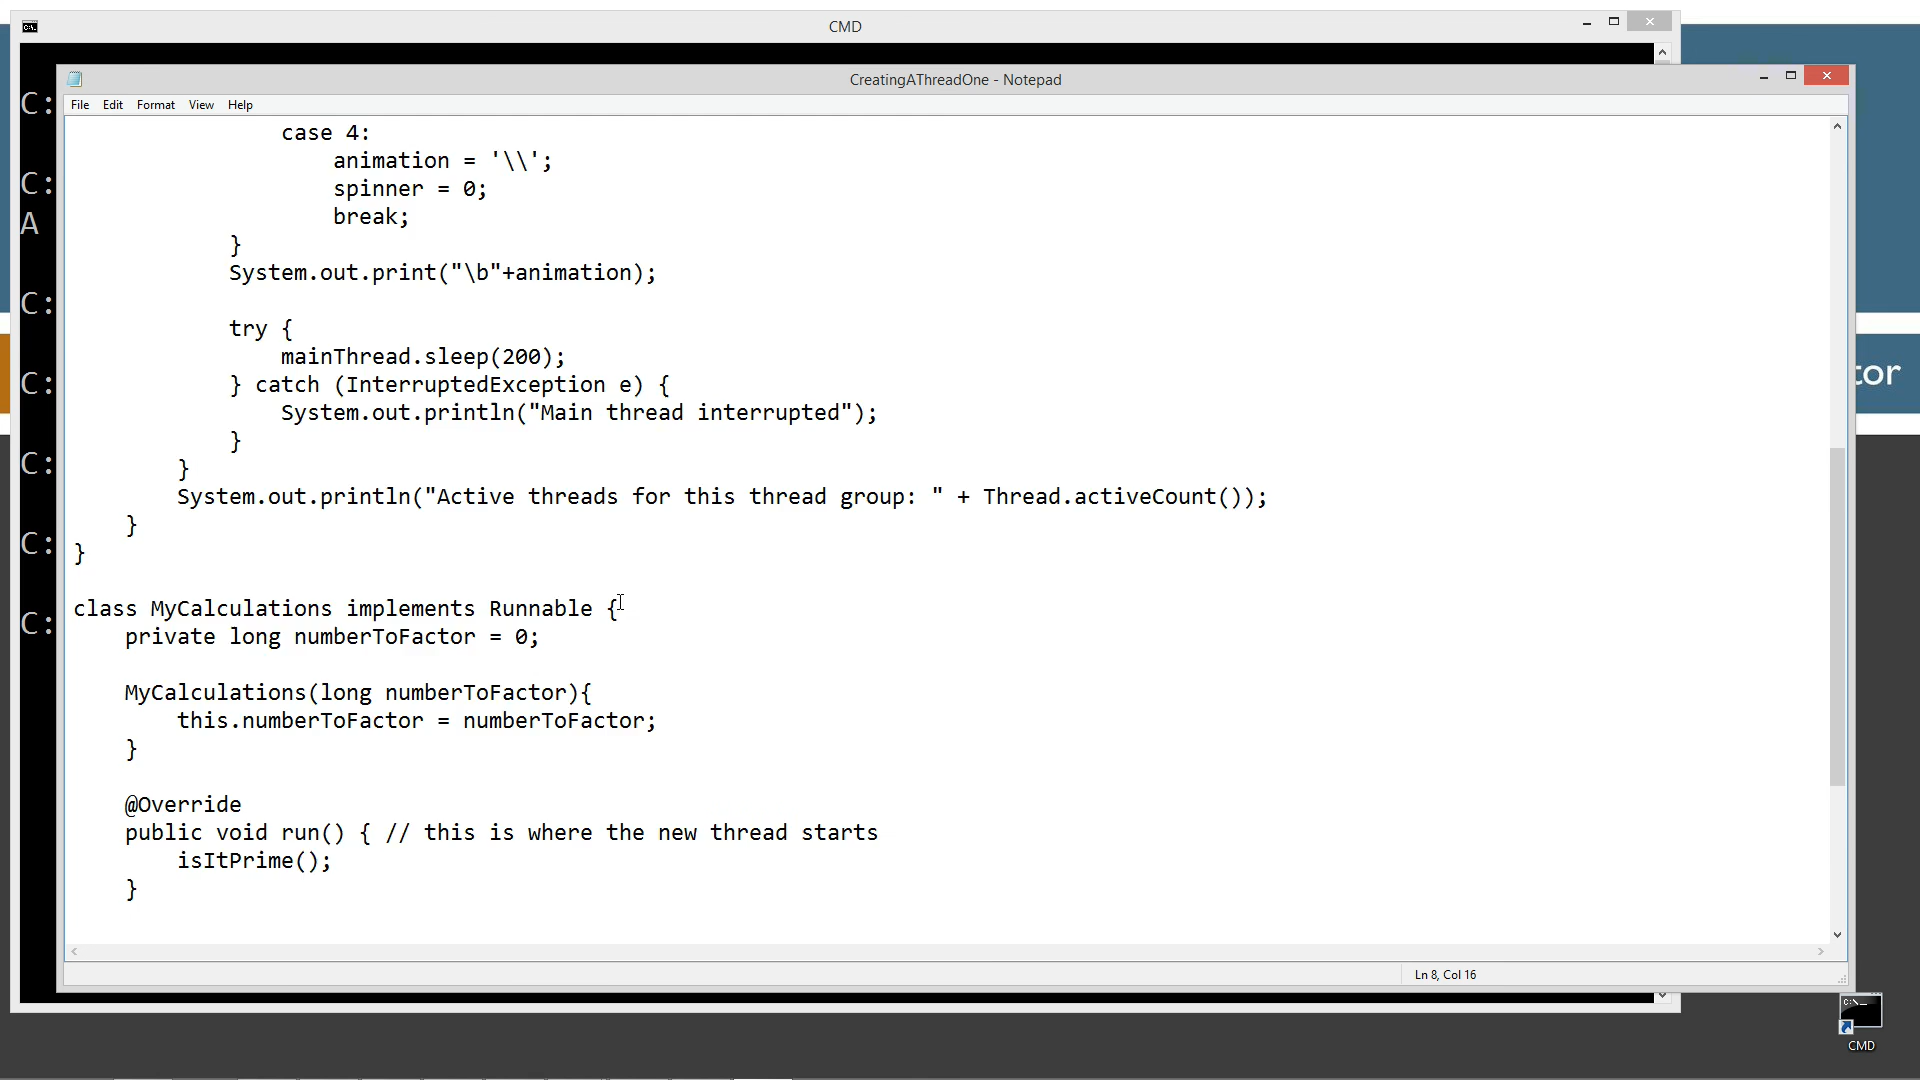 CMD
CreatingAThreadOne - Notepad
File Edit Format View Help
C:
C:
A
C:
C:
C:
C:
C:
case 4:
animation = '\\';
spinner = 0;
break;
}
System.out.print("\b"+animation);
try {
mainThread.sleep(200);
} catch (InterruptedException e) {
System.out.println("Main thread interrupted");
}
}
System.out.println("Active threads for this thread group: " + Thread.activeCount());
}
}
class MyCalculations implements Runnable {
private long numberToFactor = 0;
MyCalculations(long numberToFactor){
this.numberToFactor = numberToFactor;
}
@Override
public void run() { // this is where the new thread starts
isItPrime();
}
Ln 8, Col 16
tor
CMD